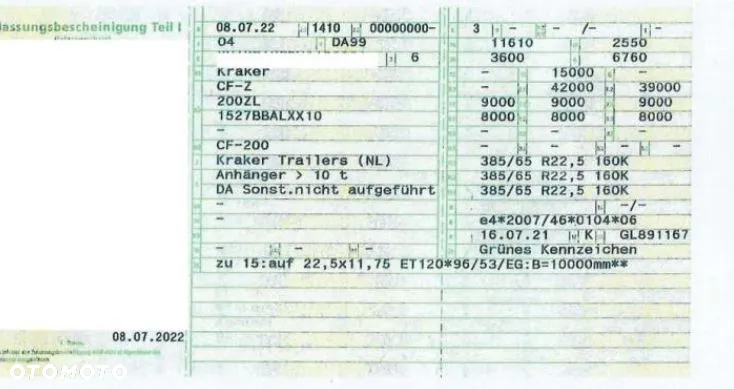 lassungsbescheinigung Teil I
08.07.22 1410 00000000-
04 DA99
6
Kraker
CF-Z
200ZL
1527BBALXX10
-
CF-200
Kraker Trailers (NL)
Anhänger > 10 t
DA Sonst.nicht aufgeführt
-
-
- - -
3 - - /- -
11610 2550
3600 6760
- 15000 -
- 42000 39000
9000 9000 9000
8000 8000 8000
- - -
- - - -
385/65 R22,5 160K
385/65 R22,5 160K
385/65 R22,5 160K
- -/-
e4*2007/46*0104*06
16.07.21 K GL891167
Grünes Kennzeichen
zu 15:auf 22,5x11,75 ET120*96/53/EG:B=10000mm**
08.07.2022
OTOMOTO